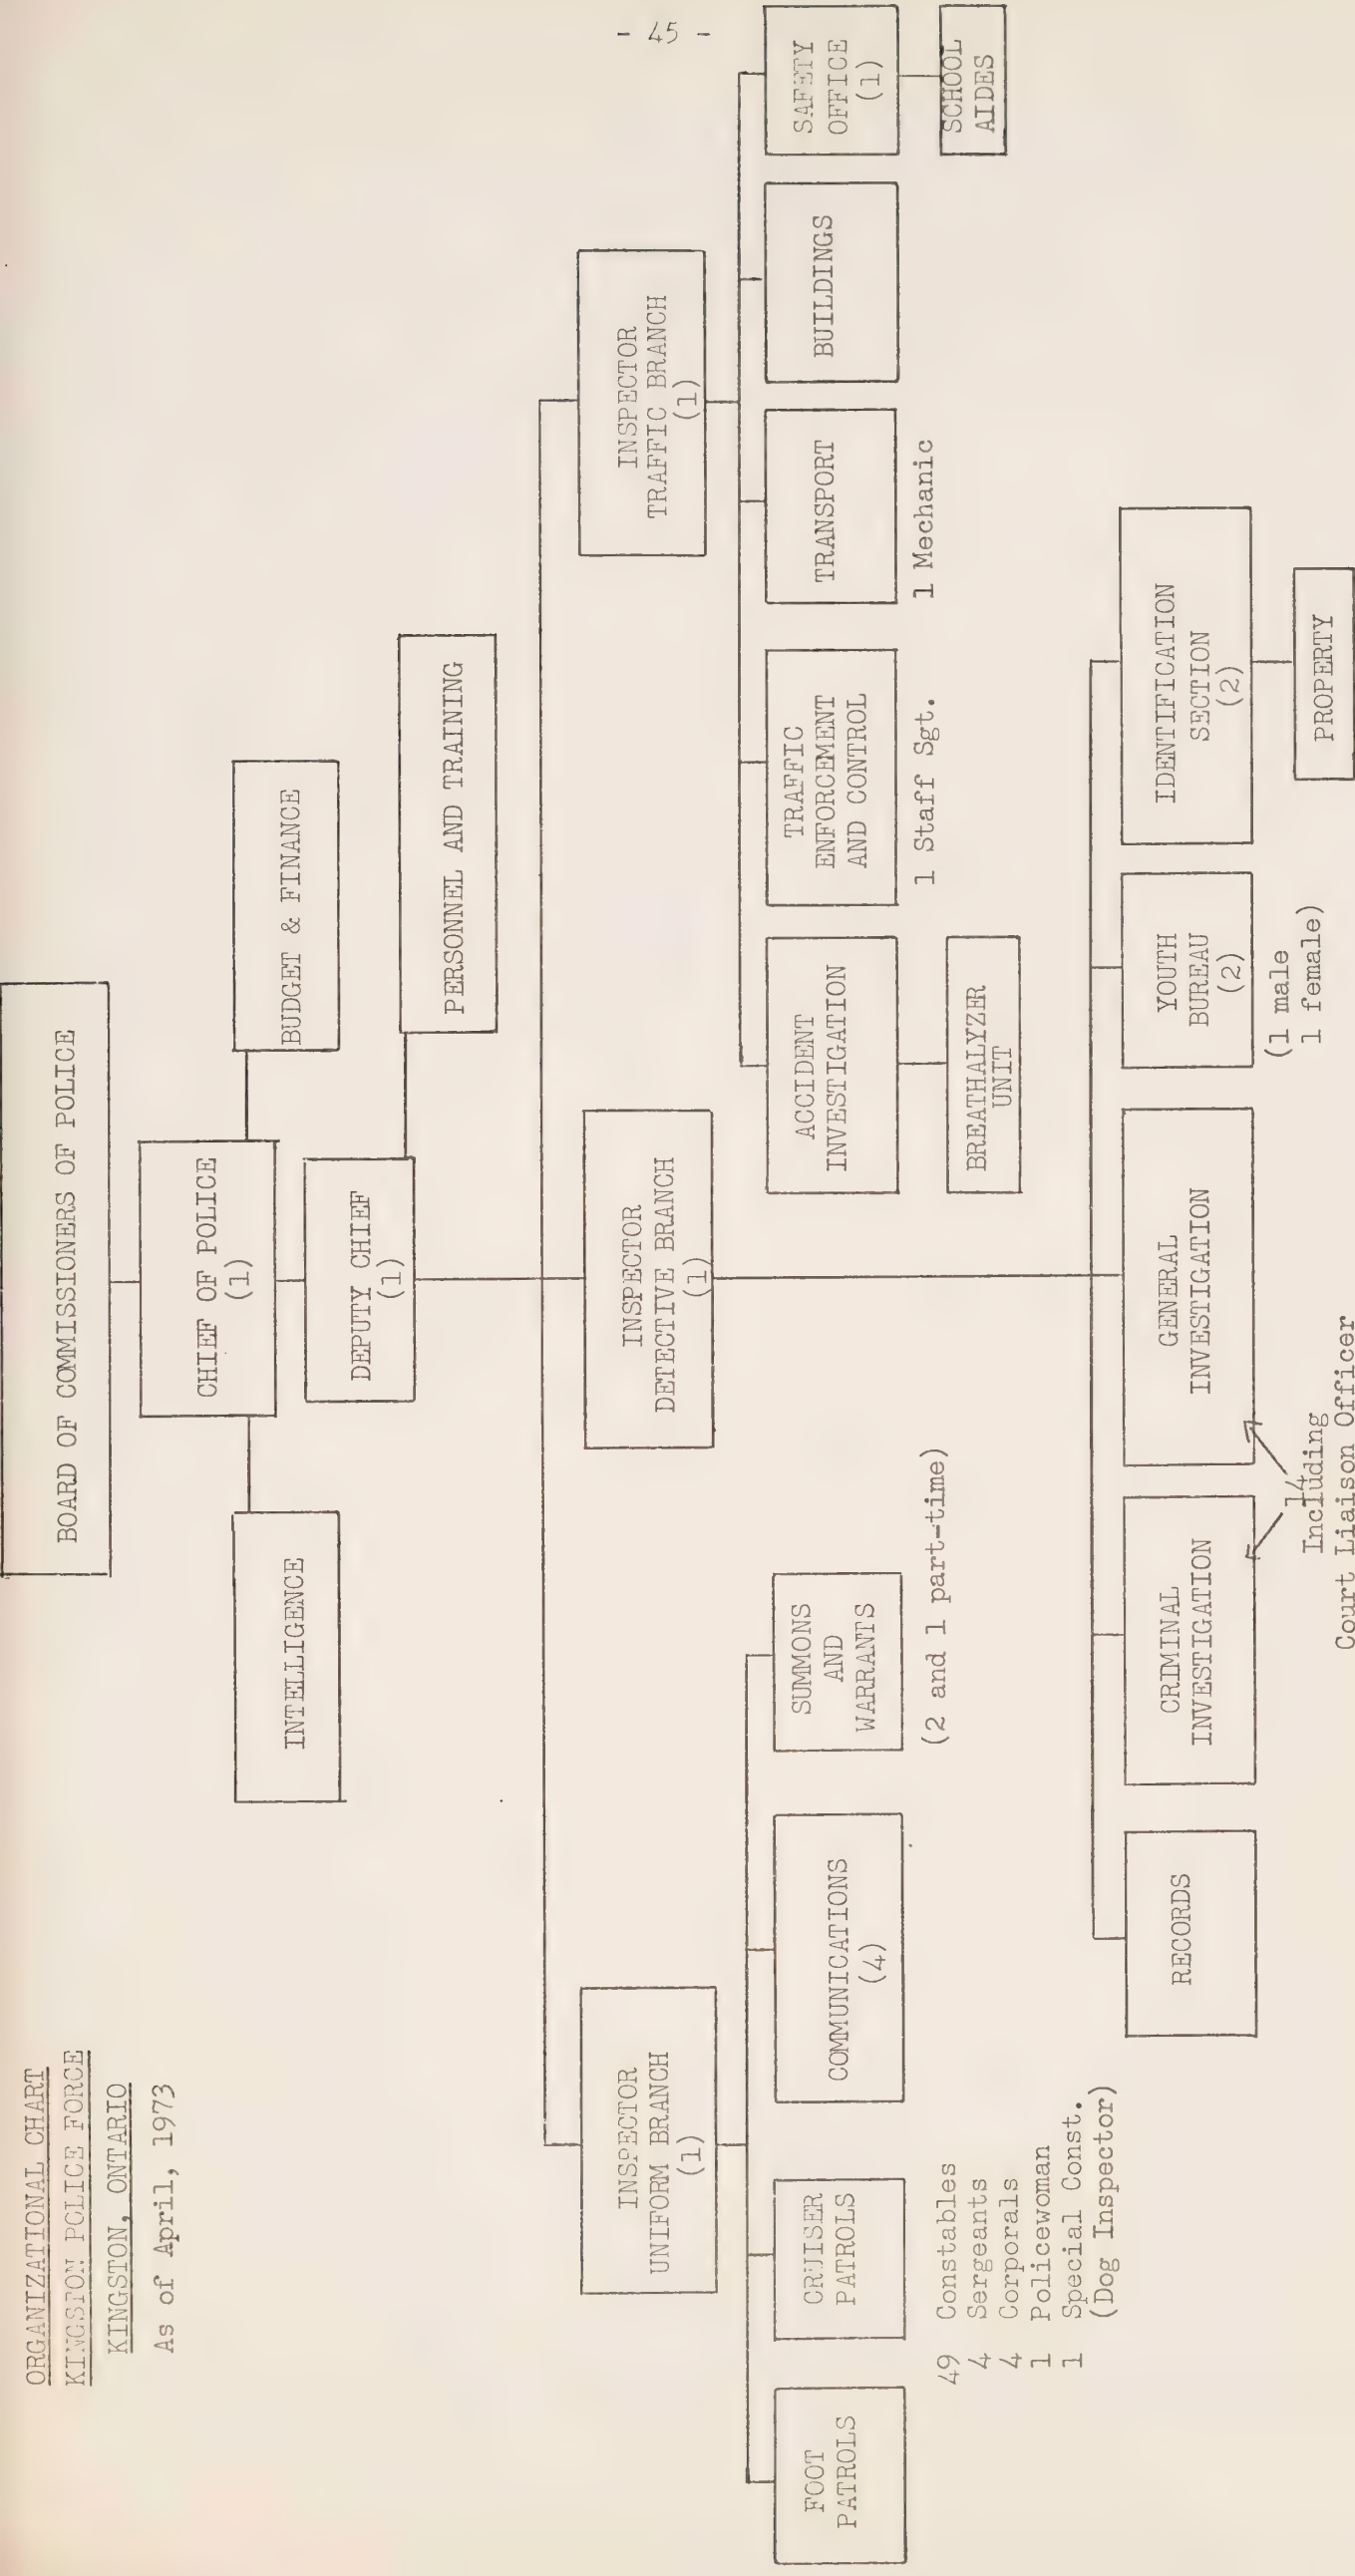 - 45 -
ORGANIZATIONAL CHART
KINGSTON POLICE FORCE
KINGSTON, ONTARIO
As of April, 1973
BOARD OF COMMISSIONERS OF POLICE
CHIEF OF POLICE
(1)
INTELLIGENCE
BUDGET & FINANCE
DEPUTY CHIEF
(1)
PERSONNEL AND TRAINING
INSPECTOR
UNIFORM BRANCH
(1)
INSPECTOR
DETECTIVE BRANCH
(1)
INSPECTOR
TRAFFIC BRANCH
(1)
FOOT
PATROLS
CRUISER
PATROLS
COMMUNICATIONS
(4)
SUMMONS
AND
WARRANTS
(2 and 1 part-time)
49 Constables
4 Sergeants
4 Corporals
1 Policewoman
1 Special Const.
(Dog Inspector)
ACCIDENT
INVESTIGATION
BREATHALYZER
UNIT
TRAFFIC
ENFORCEMENT
AND CONTROL
1 Staff Sgt.
TRANSPORT
1 Mechanic
BUILDINGS
SAFETY
OFFICE
(1)
SCHOOL
AIDES
RECORDS
CRIMINAL
INVESTIGATION
GENERAL
INVESTIGATION
14
Including
Court Liaison Officer
YOUTH
BUREAU
(2)
(1 male
1 female)
IDENTIFICATION
SECTION
(2)
PROPERTY